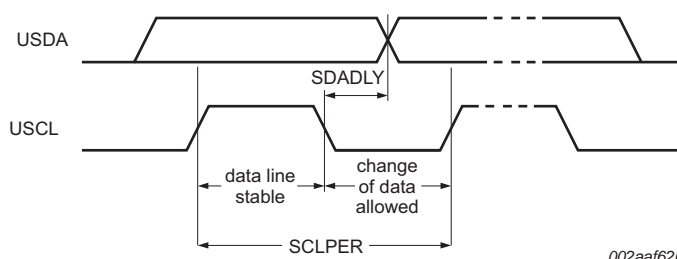 USDA
SDADLY
USCL
data line
stable
change
of data
allowed
SCLPER